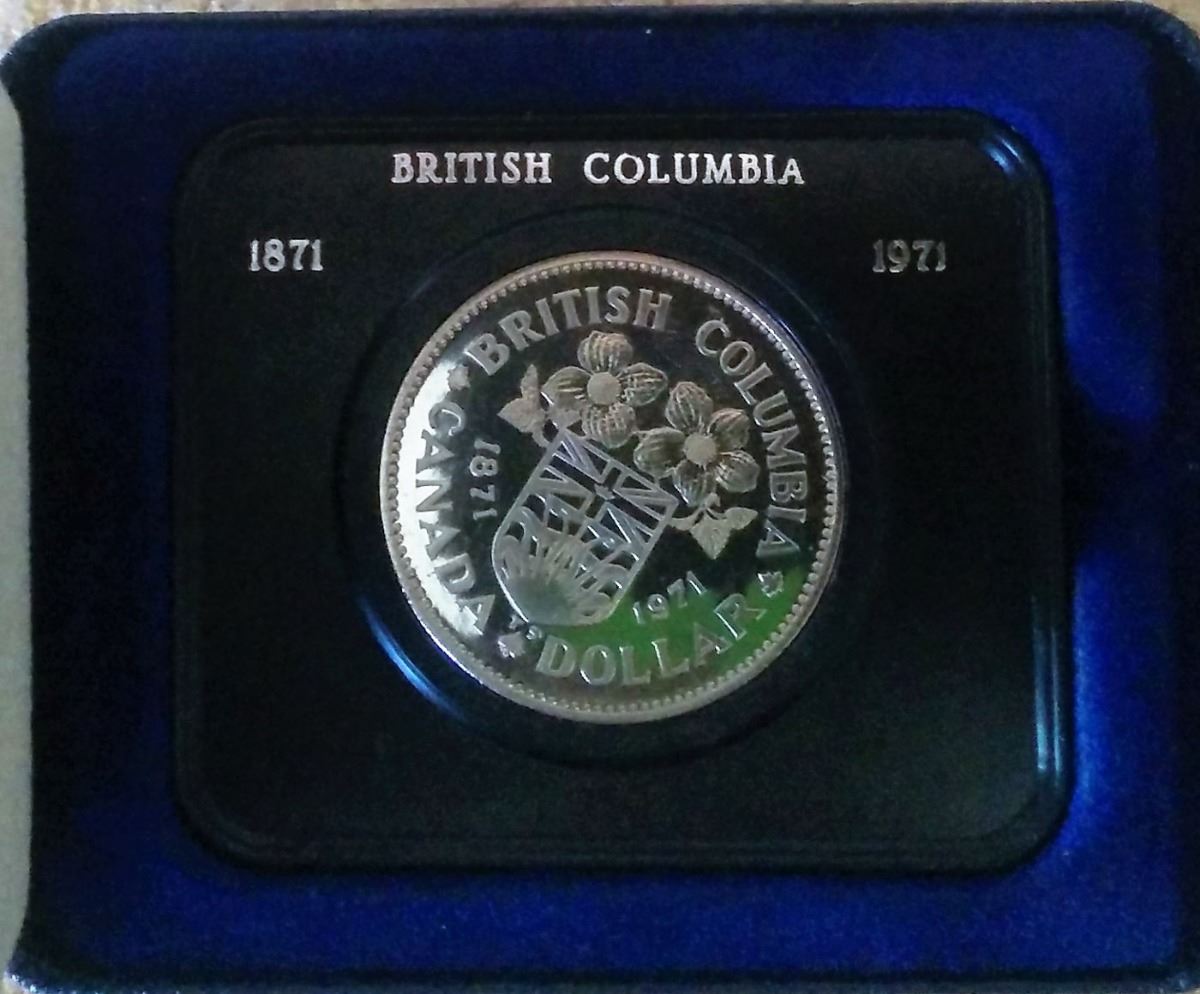 BRITISH COLUMBIA
1871 1971
BRITISH COLUMBIA
CANADA
1871
1971
DOLLAR